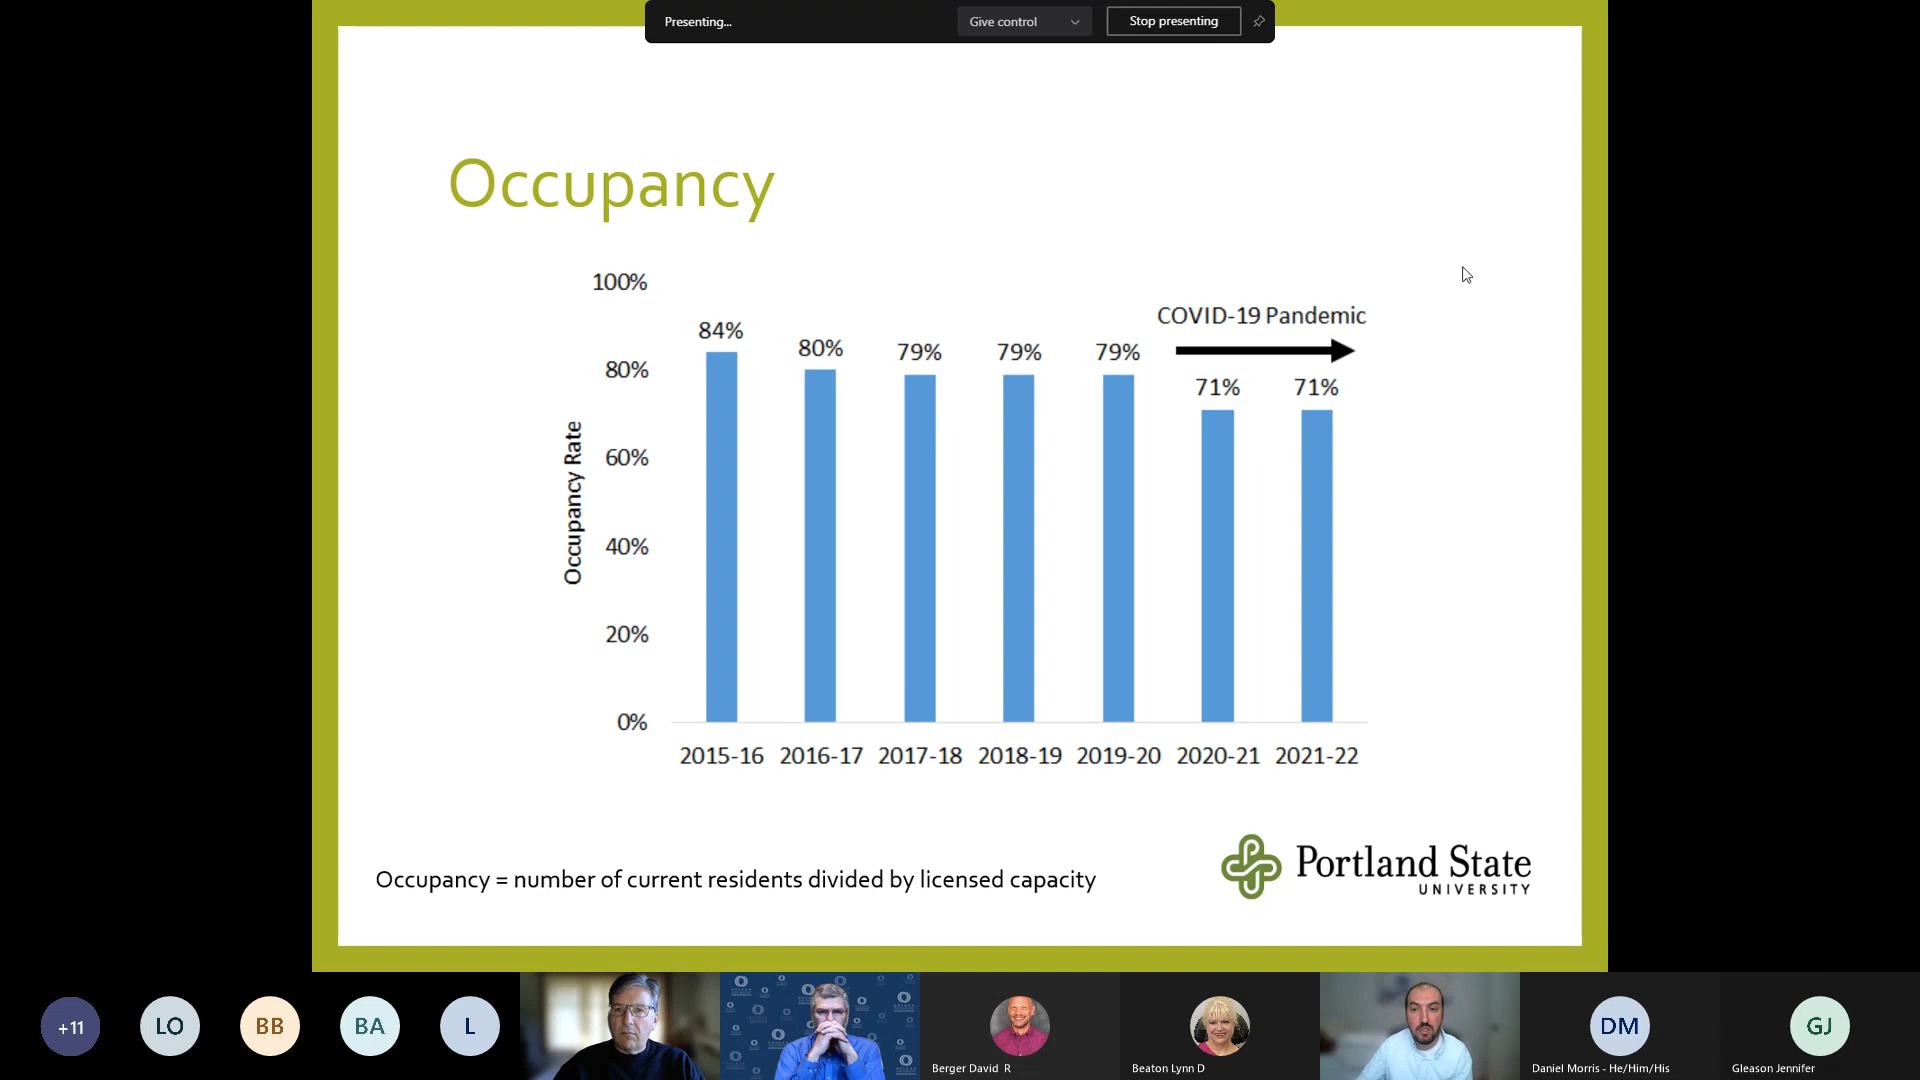 Presenting...
Give control
Stop presenting
Occupancy
100%
80%
60%
40%
20%
0%
Occupancy Rate
84%
80%
79%
79%
79%
71%
71%
COVID-19 Pandemic
2015-16 2016-17 2017-18 2018-19 2019-20 2020-21 2021-22
Occupancy = number of current residents divided by licensed capacity
Portland State
UNIVERSITY
+11
LO
BB
BA
L
Berger David R
Beaton Lynn D
DM
Daniel Morris - He/Him/His
GJ
Gleason Jennifer